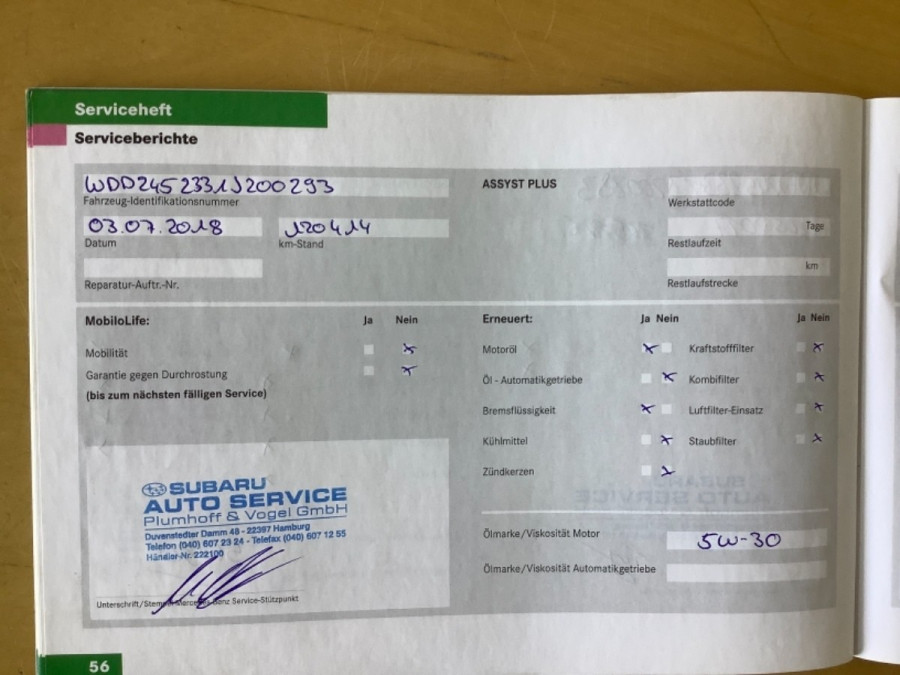 Serviceheft
Serviceberichte
WDD2452331J200293
Fahrzeug-Identifikationsnummer
03.07.2018 120414
Datum km-Stand
Reparatur-Auftr.-Nr.
ASSYST PLUS
Werkstattcode
Tage
Restlaufzeit
km
Restlaufstrecke
MobiloLife: Ja Nein
Mobilität x
Garantie gegen Durchrostung x
(bis zum nächsten fälligen Service)
Erneuert: Ja Nein Ja Nein
Motoröl x Kraftstofffilter x
Öl - Automatikgetriebe x Kombifilter x
Bremsflüssigkeit x Luftfilter-Einsatz x
Kühlmittel x Staubfilter x
Zündkerzen x
SUBARU
AUTO SERVICE
Plumhoff & Vogel GmbH
Duvenstedter Damm 48 - 22397 Hamburg
Telefon (040) 607 23 24 - Telefax (040) 607 12 55
Händler-Nr. 222100
Unterschrift/Stempel Mercedes-Benz Service-Stützpunkt
Ölmarke/Viskosität Motor 5W-30
Ölmarke/Viskosität Automatikgetriebe
56